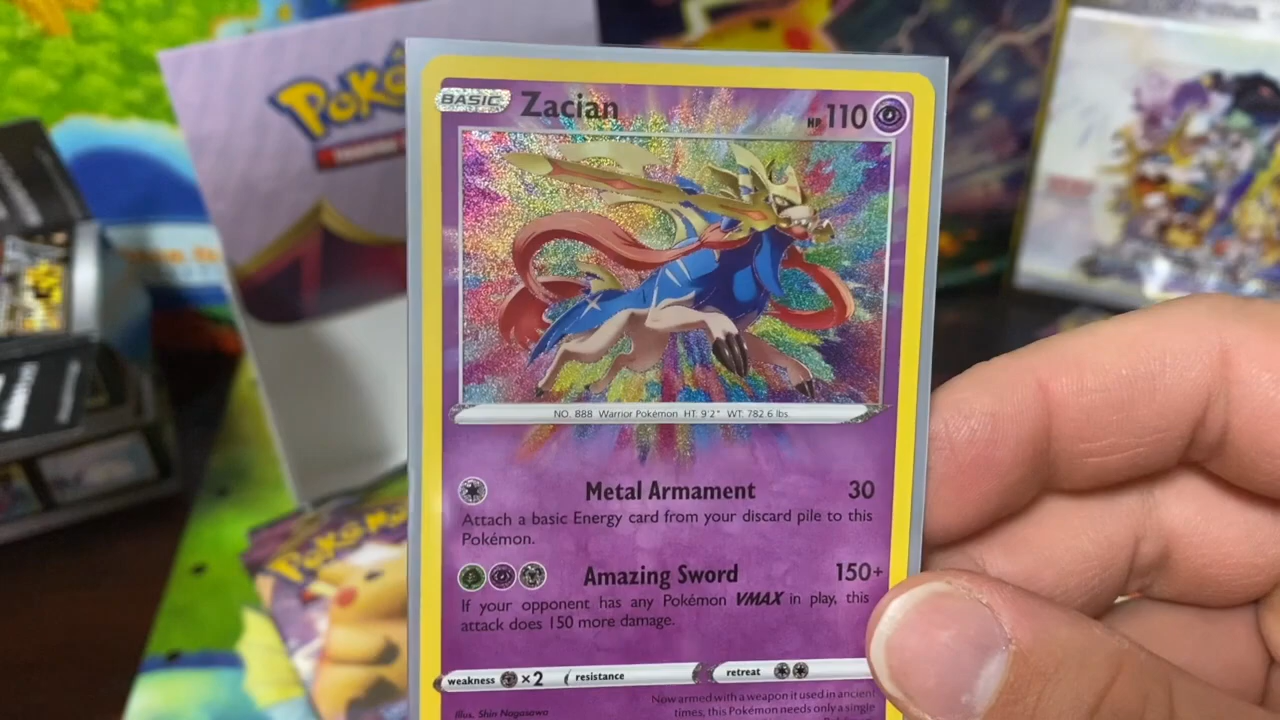 Poké
BASIC Zacian HP 110
NO. 888 Warrior Pokémon HT: 9'2" WT: 782.6 lbs
Metal Armament 30
Attach a basic Energy card from your discard pile to this
Pokémon.
Amazing Sword 150+
If your opponent has any Pokémon VMAX in play, this
attack does 150 more damage.
weakness ×2 resistance retreat
Illus. Shin Nagasawa
Now armed with a weapon it used in ancient
times, this Pokémon needs only a single
Pokémon